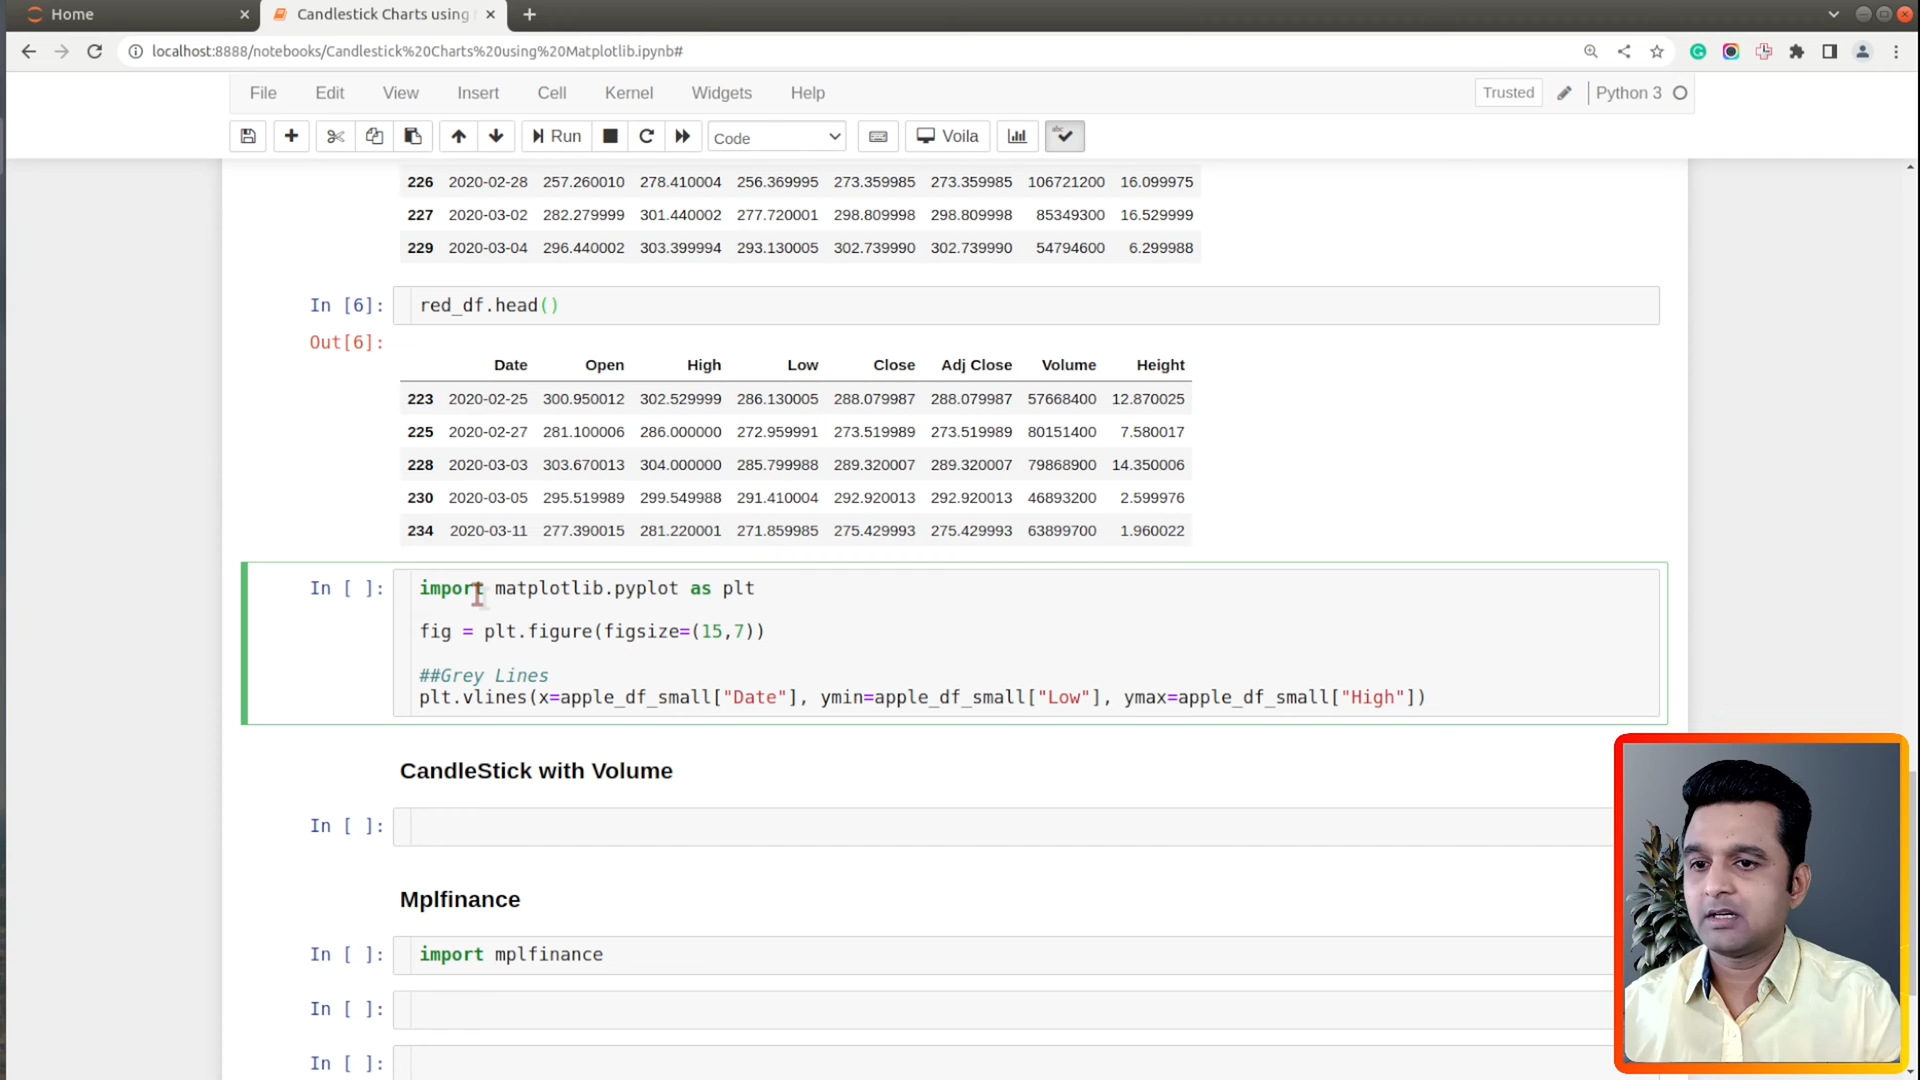 Home
Candlestick Charts using
localhost:8888/notebooks/Candlestick%20Charts%20using%20Matplotlib.ipynb#
File Edit View Insert Cell Kernel Widgets Help Trusted Python 3
Run Code Voila
226 2020-02-28 257.260010 278.410004 256.369995 273.359985 273.359985 106721200 16.099975
227 2020-03-02 282.279999 301.440002 277.720001 298.809998 298.809998 85349300 16.529999
229 2020-03-04 296.440002 303.399994 293.130005 302.739990 302.739990 54794600 6.299988
In [6]: red_df.head()
Out[6]:
Date Open High Low Close Adj Close Volume Height
223 2020-02-25 300.950012 302.529999 286.130005 288.079987 288.079987 57668400 12.870025
225 2020-02-27 281.100006 286.000000 272.959991 273.519989 273.519989 80151400 7.580017
228 2020-03-03 303.670013 304.000000 285.799988 289.320007 289.320007 79868900 14.350006
230 2020-03-05 295.519989 299.549988 291.410004 292.920013 292.920013 46893200 2.599976
234 2020-03-11 277.390015 281.220001 271.859985 275.429993 275.429993 63899700 1.960022
In [ ]: import matplotlib.pyplot as plt
fig = plt.figure(figsize=(15,7))
##Grey Lines
plt.vlines(x=apple_df_small["Date"], ymin=apple_df_small["Low"], ymax=apple_df_small["High"])
CandleStick with Volume
In [ ]:
Mplfinance
In [ ]: import mplfinance
In [ ]:
In [ ]: